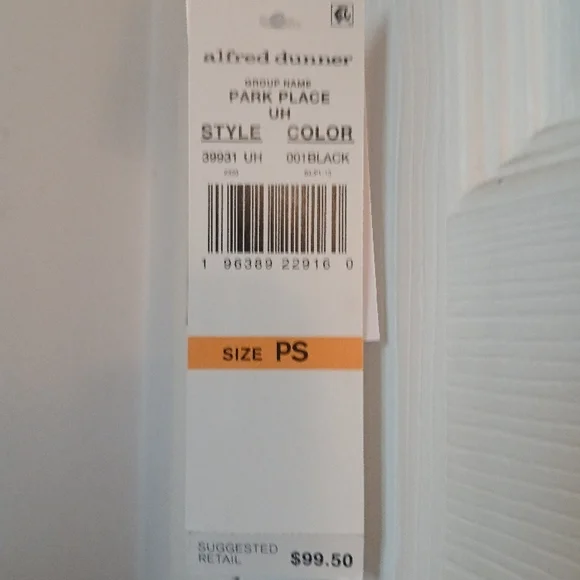 alfred dunner
GROUP NAME
PARK PLACE
UH
STYLE COLOR
39931 UH 001BLACK
1 96389 22916 0
SIZE PS
SUGGESTED
RETAIL $99.50